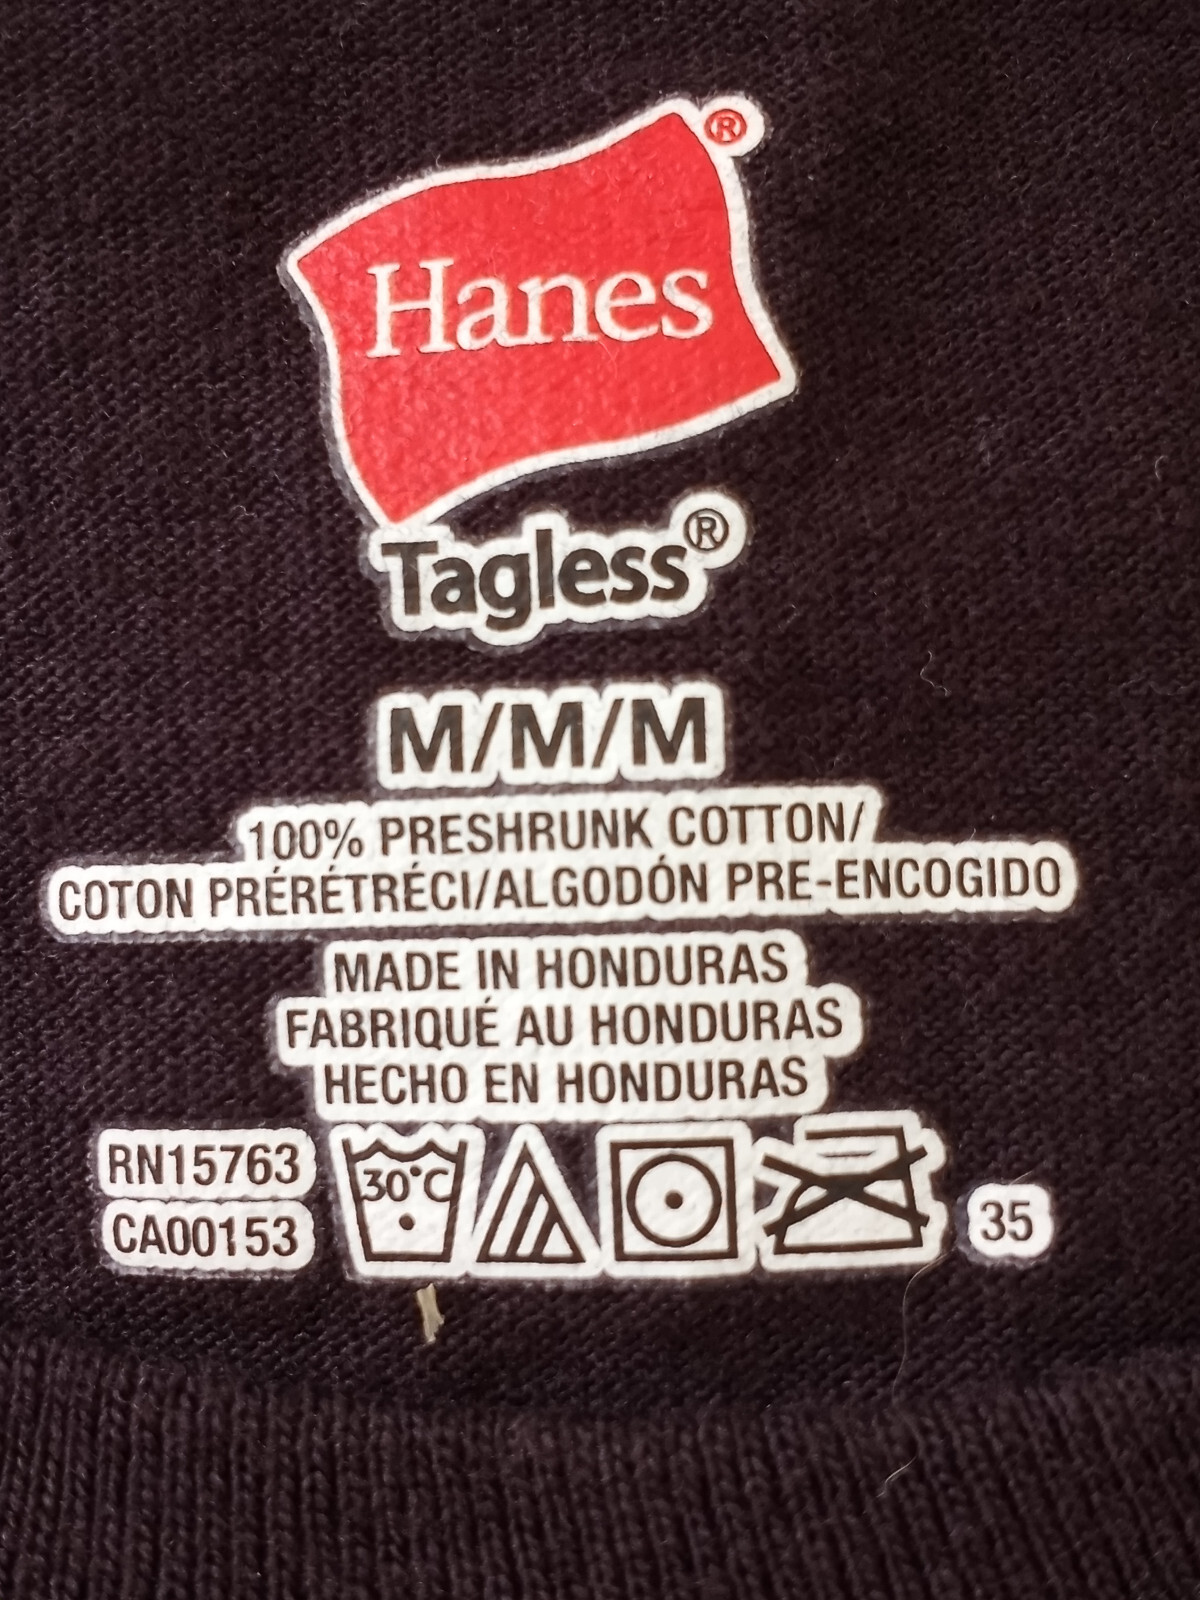 Hanes®
Tagless®
M/M/M
100% PRESHRUNK COTTON/
COTON PRÉRÉTRÉCI/ALGODÓN PRE-ENCOGIDO
MADE IN HONDURAS
FABRIQUÉ AU HONDURAS
HECHO EN HONDURAS
RN15763
CA00153
30°C
35